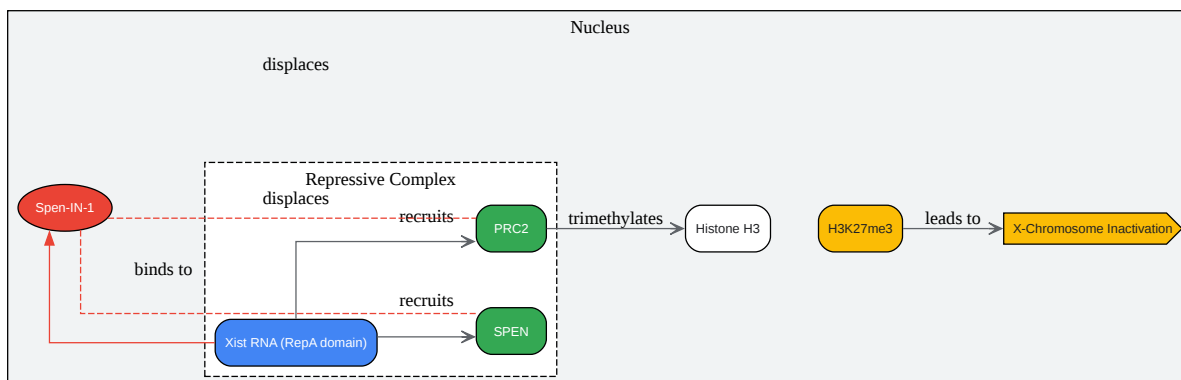 Nucleus
displaces
Repressive Complex
displaces
Spen-IN-1
recruits
PRC2
trimethylates
Histone H3
H3K27me3
leads to
X-Chromosome Inactivation
binds to
recruits
SPEN
Xist RNA (RepA domain)